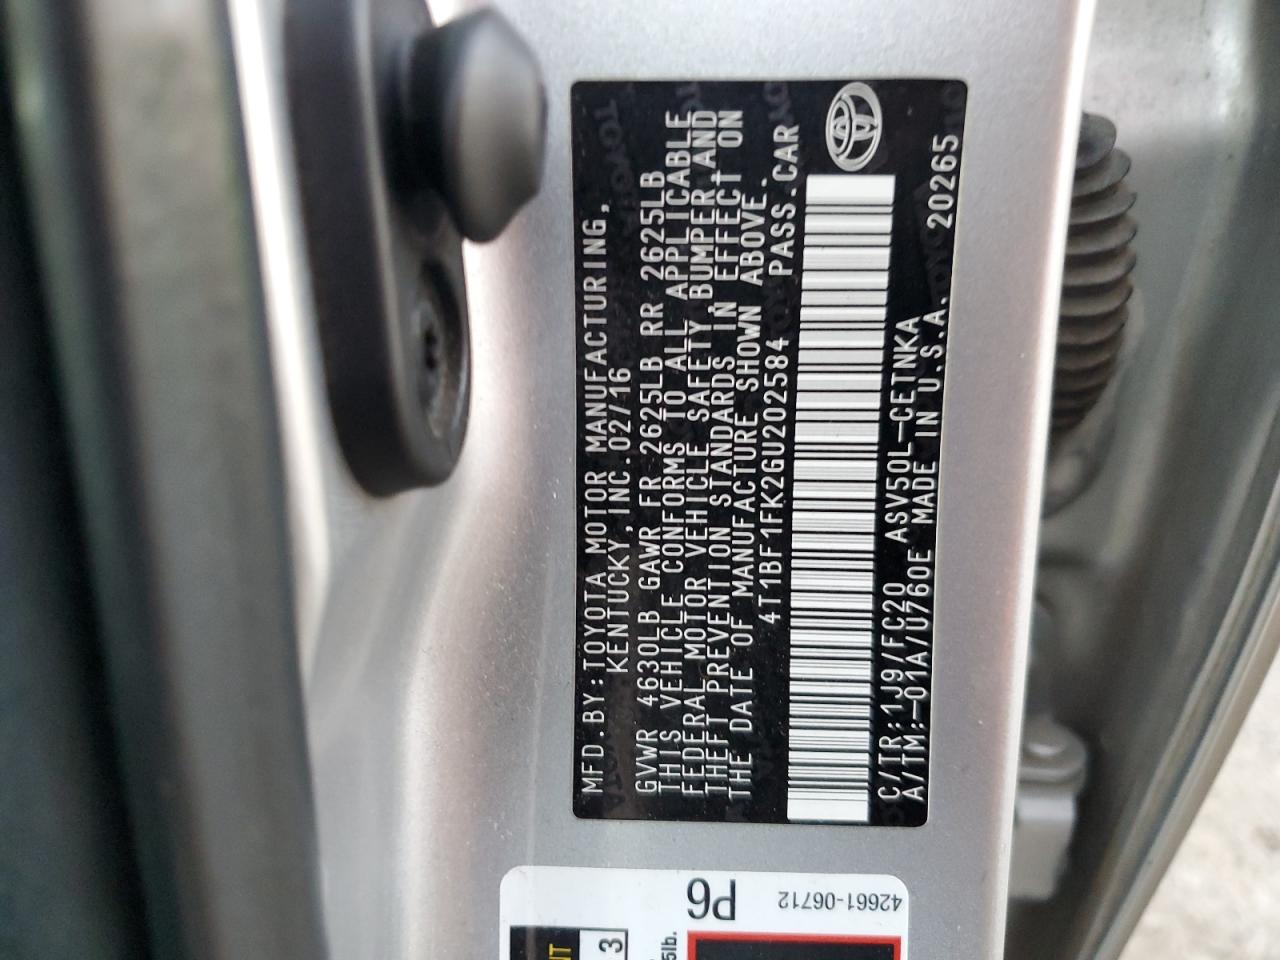 MFD.BY:TOYOTA MOTOR MANUFACTURING,
KENTUCKY, INC. 02/16
GVWR 4630LB GAWR FR 2625LB RR 2625LB
THIS VEHICLE CONFORMS TO ALL APPLICABLE
FEDERAL MOTOR VEHICLE SAFETY,BUMPER,AND
THEFT PREVENTION STANDARDS IN EFFECT ON
THE DATE OF MANUFACTURE SHOWN ABOVE.
4T1BF1FK2GU202584 PASS.CAR
C/TR:1J9/FC20 ASV50L-CETNKA
A/TM:-01A/U760E MADE IN U.S.A. 20265
P6
42661-06712
NT
3
5lb.